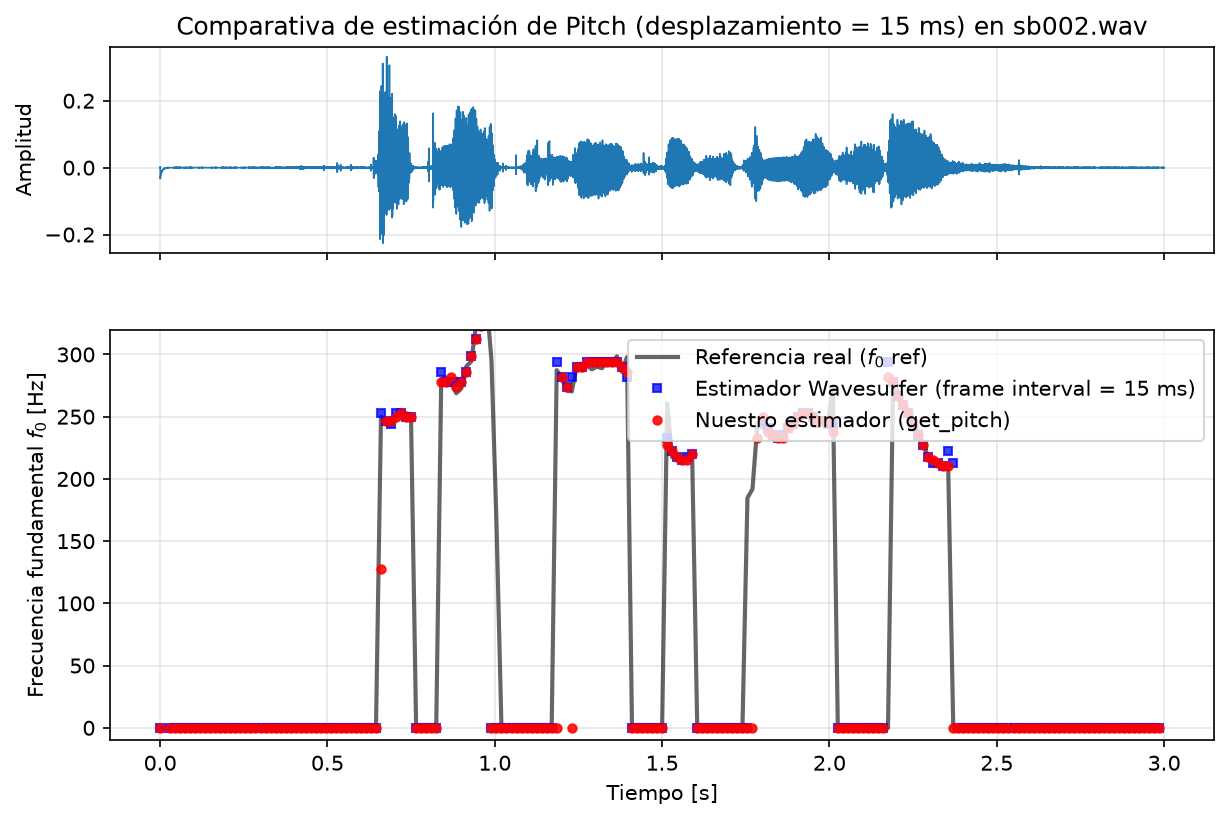 Comparativa de estimación de Pitch (desplazamiento = 15 ms) en sb002.wav
Amplitud
0.2
0.0
−0.2
Frecuencia fundamental f0 [Hz]
300
250
200
150
100
50
0
Referencia real (f0 ref)
Estimador Wavesurfer (frame interval = 15 ms)
Nuestro estimador (get_pitch)
0.0 0.5 1.0 1.5 2.0 2.5 3.0
Tiempo [s]